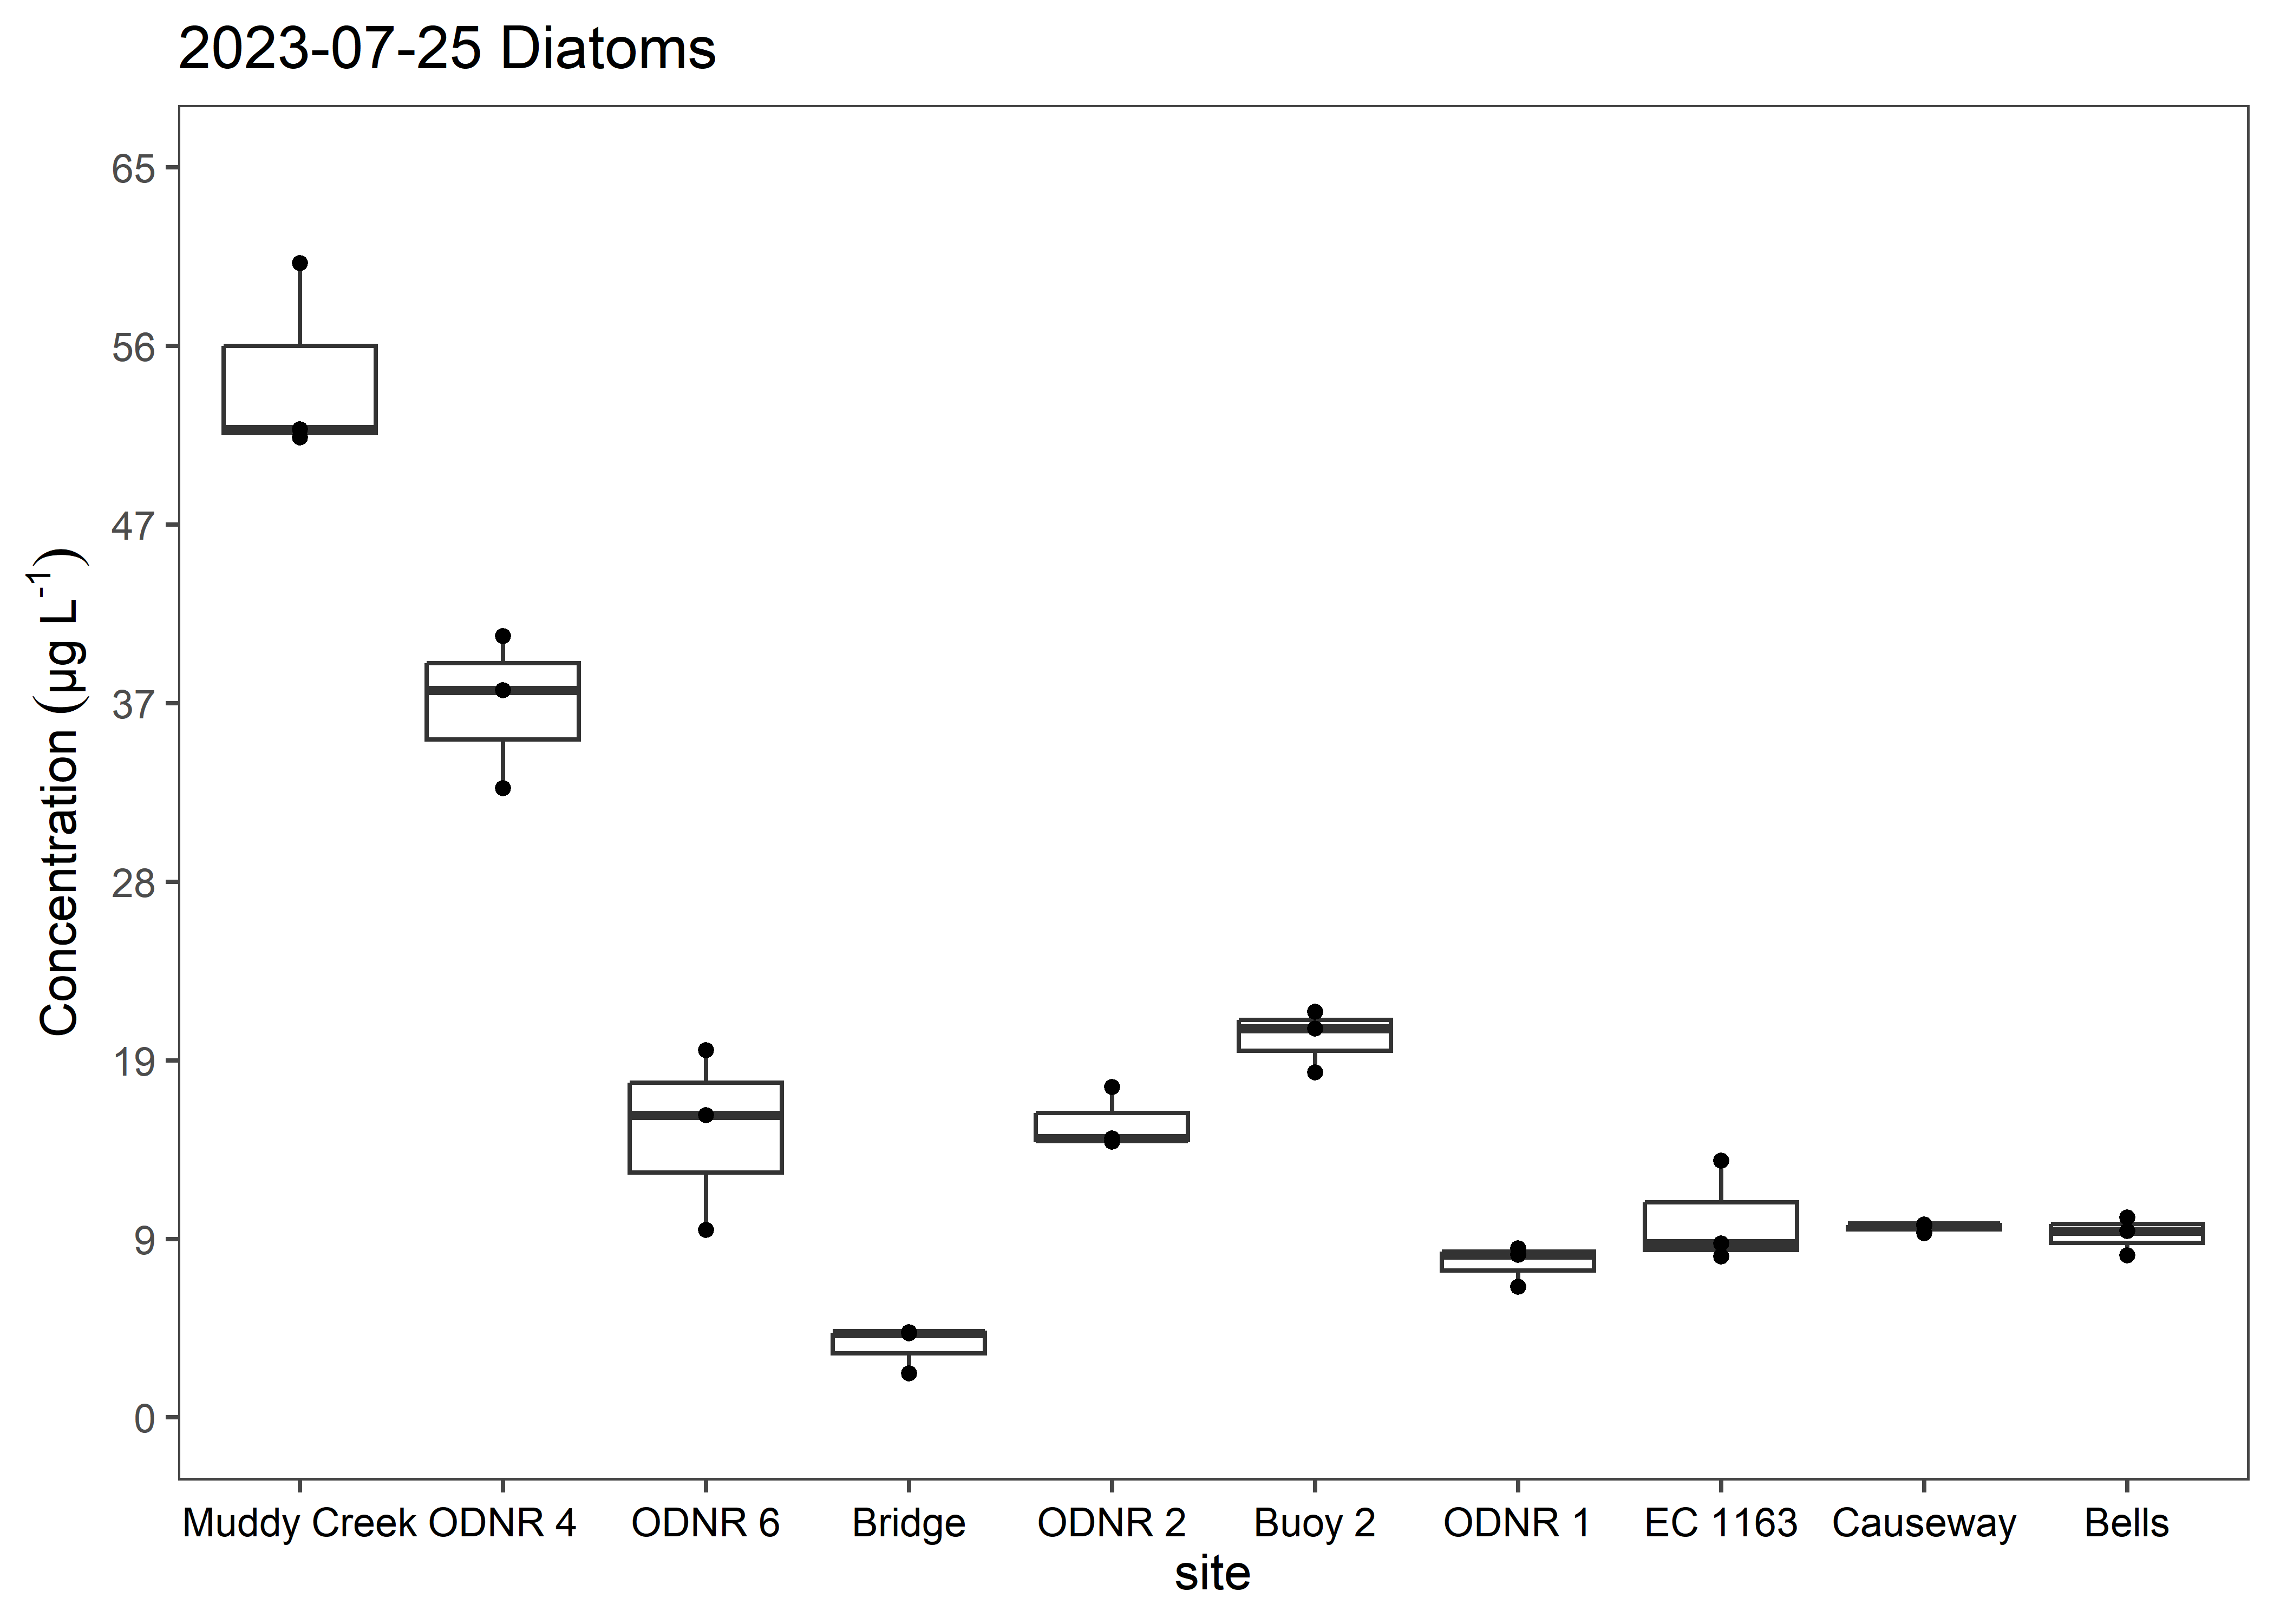 2023-07-25 Diatoms
65
56
47
37
28
19
9
0
Concentration (µg L⁻¹)
Muddy Creek ODNR 4 ODNR 6 Bridge ODNR 2 Buoy 2 ODNR 1 EC 1163 Causeway Bells
site